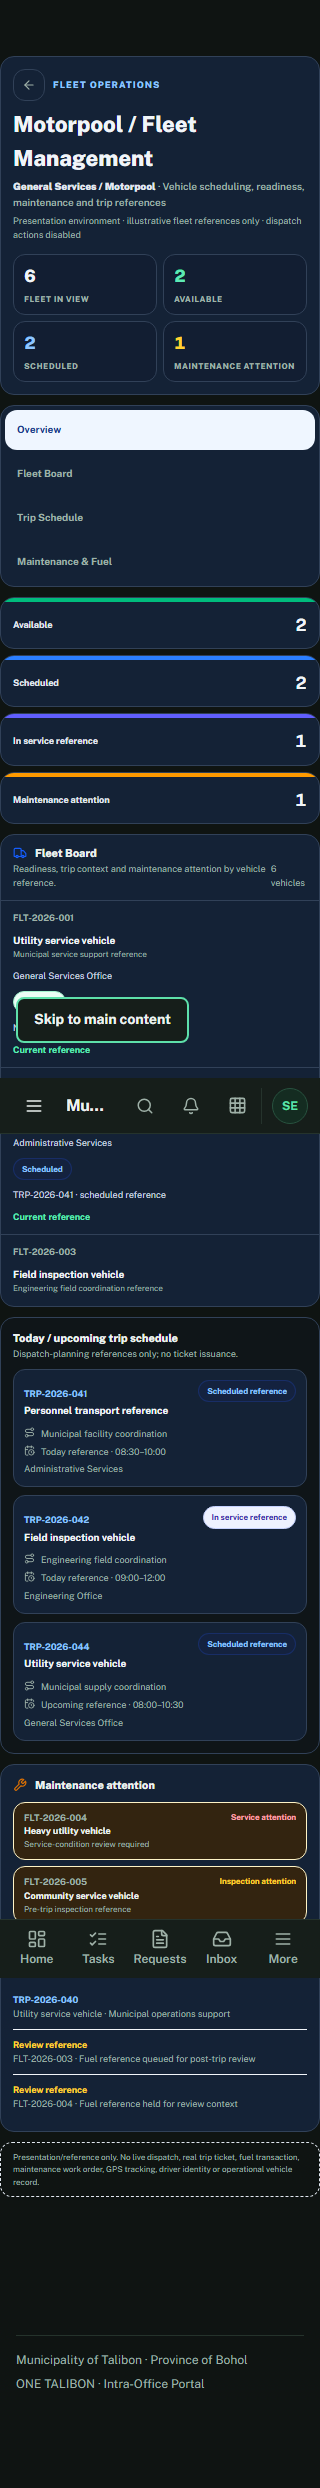 FLEET OPERATIONS
Motorpool / Fleet
Management
General Services / Motorpool · Vehicle scheduling, readiness,
maintenance and trip references
Presentation environment · illustrative fleet references only · dispatch
actions disabled
6
FLEET IN VIEW
2
AVAILABLE
2
SCHEDULED
1
MAINTENANCE ATTENTION
Overview
Fleet Board
Trip Schedule
Maintenance & Fuel
Available 2
Scheduled 2
In service reference 1
Maintenance attention 1
Fleet Board
Readiness, trip context and maintenance attention by vehicle
reference.
6
vehicles
FLT-2026-001
Utility service vehicle
Municipal service support reference
General Services Office
Skip to main content
Current reference
Mu...
SE
Administrative Services
Scheduled
TRP-2026-041 · scheduled reference
Current reference
FLT-2026-003
Field inspection vehicle
Engineering field coordination reference
Today / upcoming trip schedule
Dispatch-planning references only; no ticket issuance.
TRP-2026-041
Scheduled reference
Personnel transport reference
Municipal facility coordination
Today reference · 08:30–10:00
Administrative Services
TRP-2026-042
In service reference
Field inspection vehicle
Engineering field coordination
Today reference · 09:00–12:00
Engineering Office
TRP-2026-044
Scheduled reference
Utility service vehicle
Municipal supply coordination
Upcoming reference · 08:00–10:30
General Services Office
Maintenance attention
FLT-2026-004
Service attention
Heavy utility vehicle
Service-condition review required
FLT-2026-005
Inspection attention
Community service vehicle
Pre-trip inspection reference
Home
Tasks
Requests
Inbox
More
TRP-2026-040
Utility service vehicle · Municipal operations support
Review reference
FLT-2026-003 · Fuel reference queued for post-trip review
Review reference
FLT-2026-004 · Fuel reference held for review context
Presentation/reference only. No live dispatch, real trip ticket, fuel transaction,
maintenance work order, GPS tracking, driver identity or operational vehicle
record.
Municipality of Talibon · Province of Bohol
ONE TALIBON · Intra-Office Portal